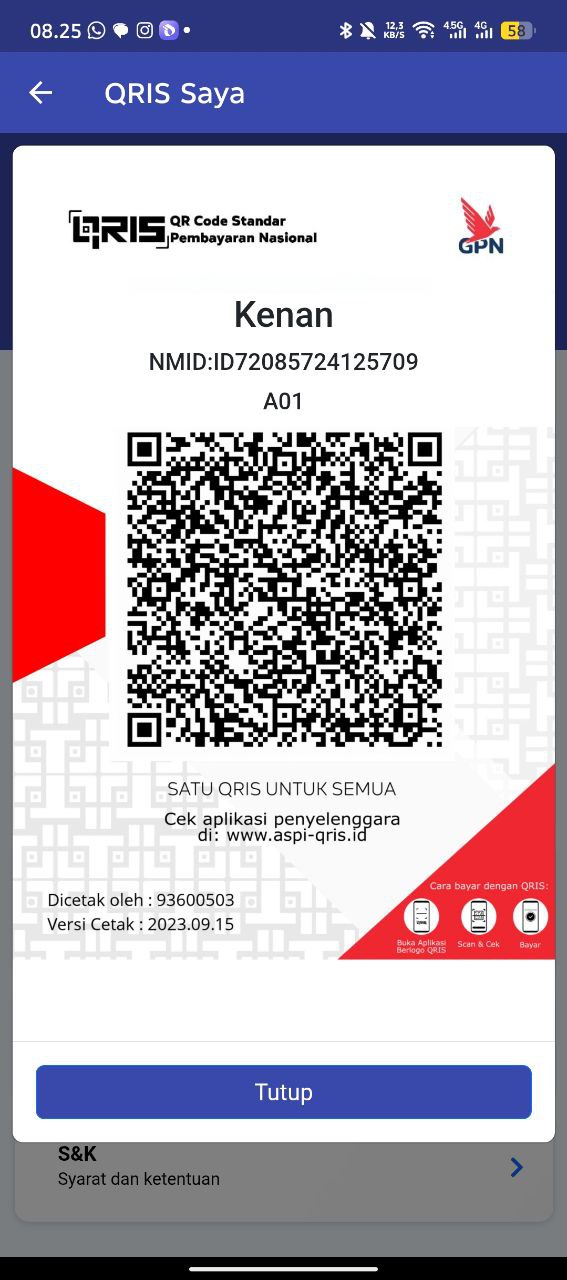 08.25
12,3
KB/S
4.5G
4G
58
QRIS Saya
QRIS
QR Code Standar
Pembayaran Nasional
GPN
Kenan
NMID:ID72085724125709
A01
SATU QRIS UNTUK SEMUA
Cek aplikasi penyelenggara
di: www.aspi-qris.id
Dicetak oleh : 93600503
Versi Cetak : 2023.09.15
Cara bayar dengan QRIS:
Buka Aplikasi
Berlogo QRIS
Scan & Cek
Bayar
Tutup
S&K
Syarat dan ketentuan